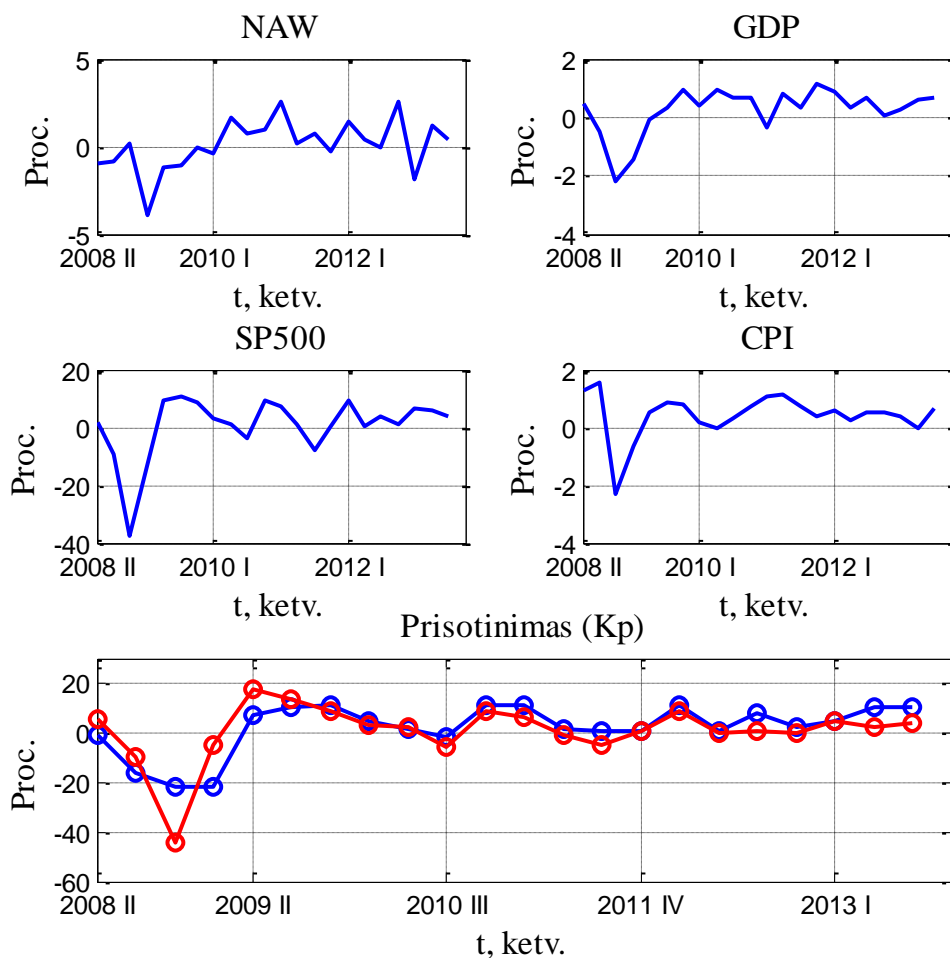 NAW
5
0
-5
Proc.
2008 II 2010 I 2012 I
t, ketv.
GDP
2
0
-2
-4
Proc.
2008 II 2010 I 2012 I
t, ketv.
SP500
20
0
-20
-40
Proc.
2008 II 2010 I 2012 I
t, ketv.
CPI
2
0
-2
-4
Proc.
2008 II 2010 I 2012 I
t, ketv.
Prisotinimas (Kp)
20
0
-20
-40
-60
Proc.
2008 II 2009 II 2010 III 2011 IV 2013 I
t, ketv.